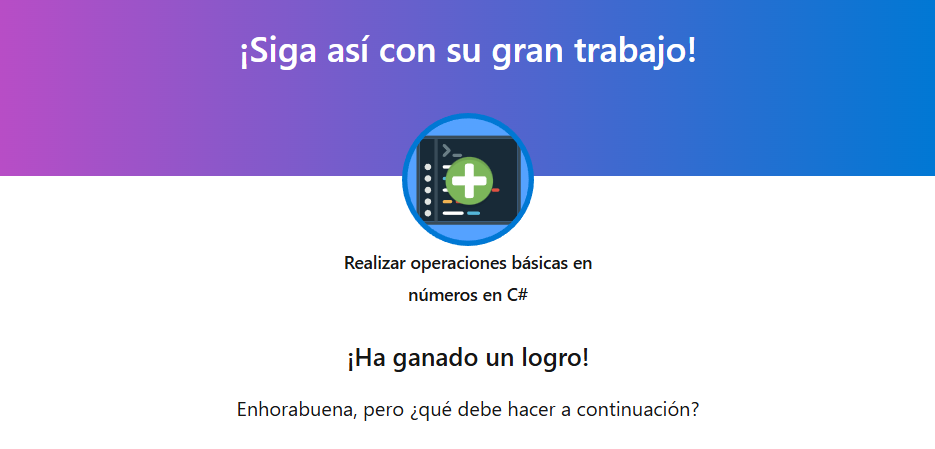 ¡Siga así con su gran trabajo!
Realizar operaciones básicas en
números en C#
¡Ha ganado un logro!
Enhorabuena, pero ¿qué debe hacer a continuación?